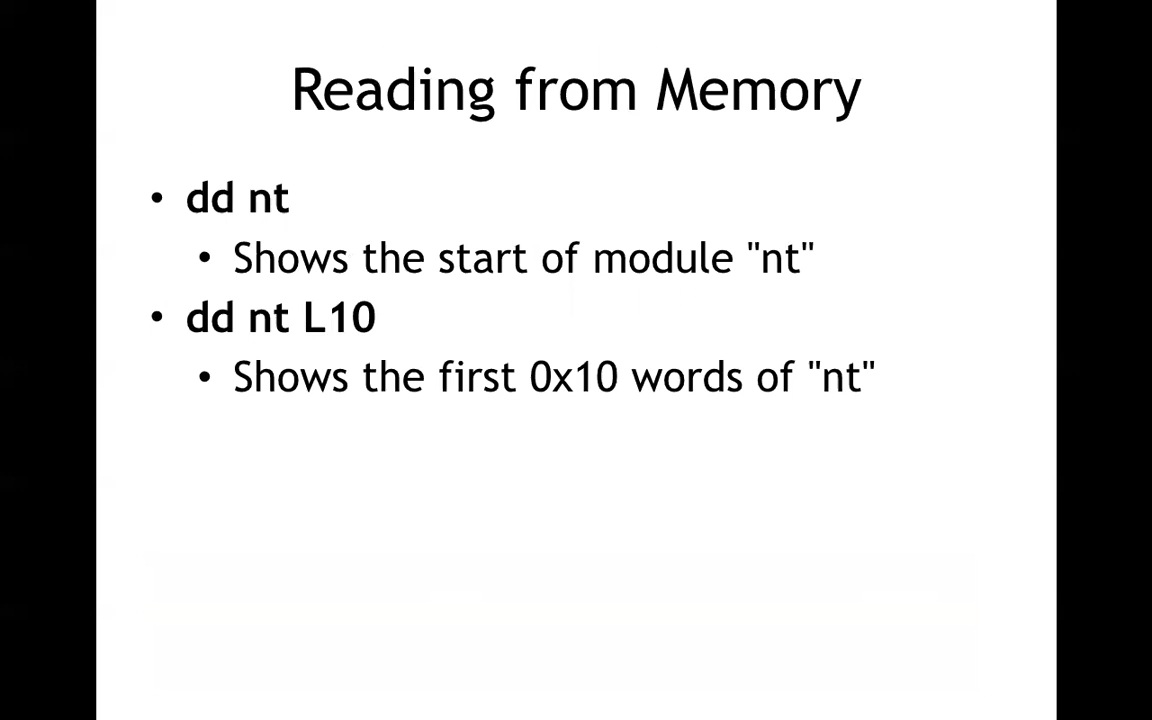 Reading from Memory
• dd nt
• Shows the start of module "nt"
• dd nt L10
• Shows the first 0x10 words of "nt"